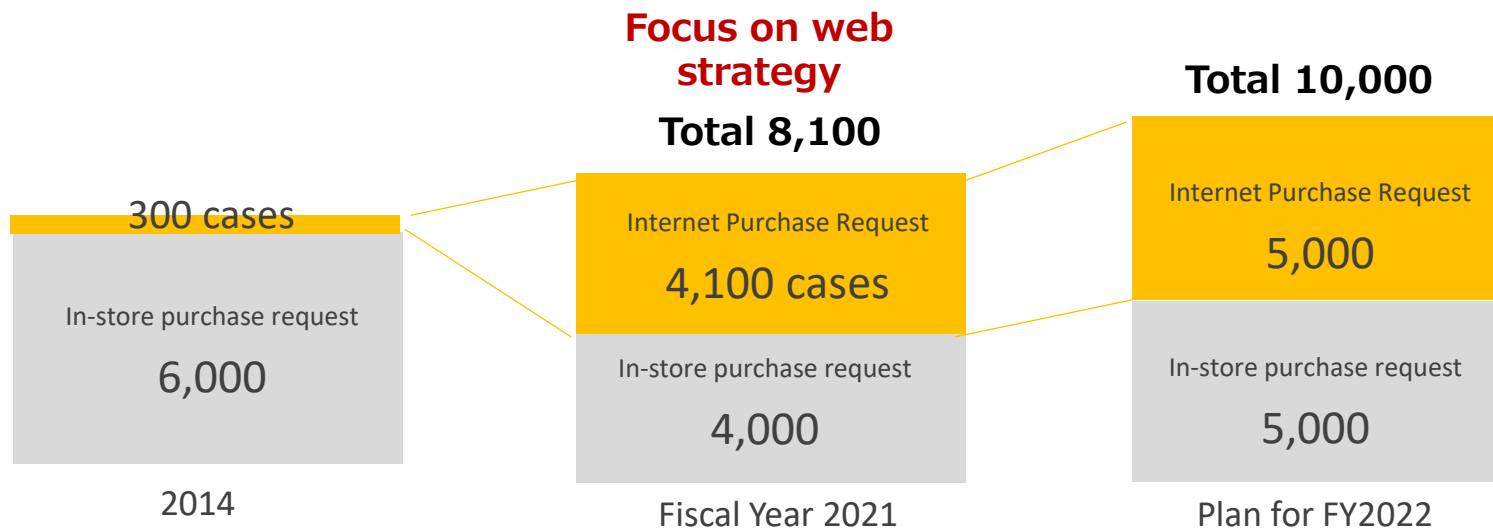 Focus on web
strategy
Total 8,100
Total 10,000
300 cases
In-store purchase request
6,000
2014
Internet Purchase Request
4,100 cases
In-store purchase request
4,000
Fiscal Year 2021
Internet Purchase Request
5,000
In-store purchase request
5,000
Plan for FY2022